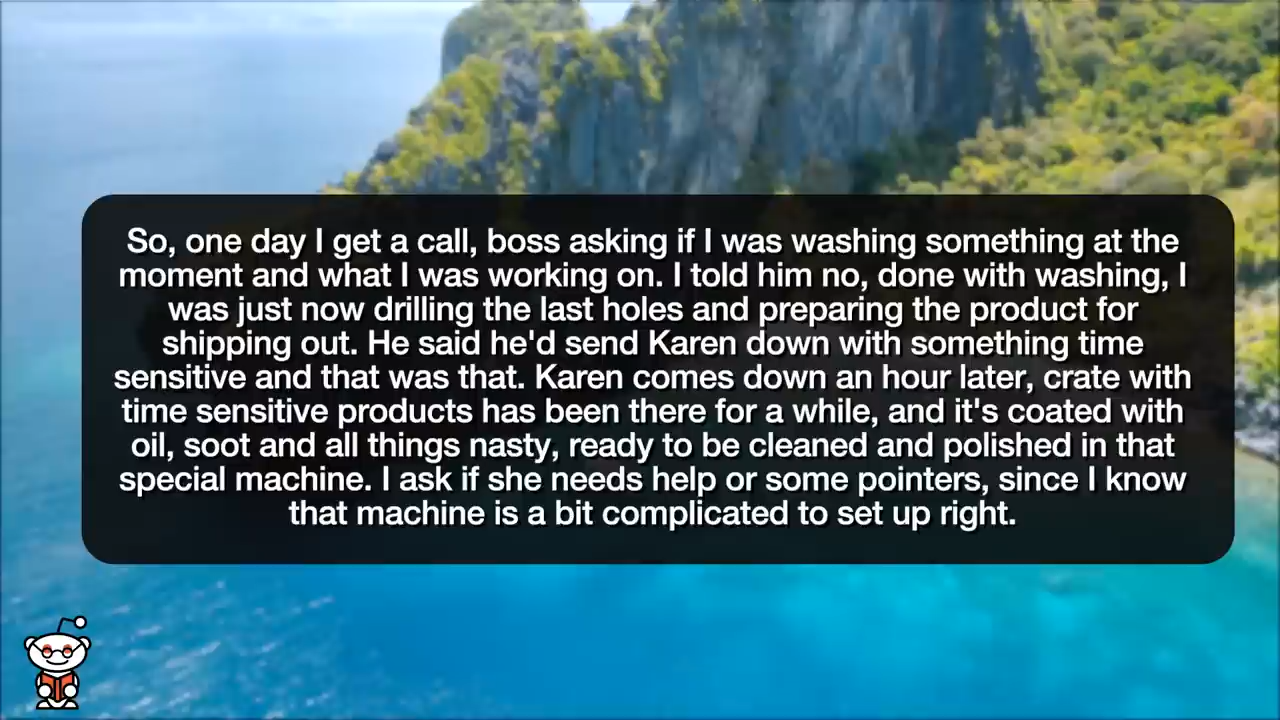 So, one day I get a call, boss asking if I was washing something at the
moment and what I was working on. I told him no, done with washing, I
was just now drilling the last holes and preparing the product for
shipping out. He said he'd send Karen down with something time
sensitive and that was that. Karen comes down an hour later, crate with
time sensitive products has been there for a while, and it's coated with
oil, soot and all things nasty, ready to be cleaned and polished in that
special machine. I ask if she needs help or some pointers, since I know
that machine is a bit complicated to set up right.